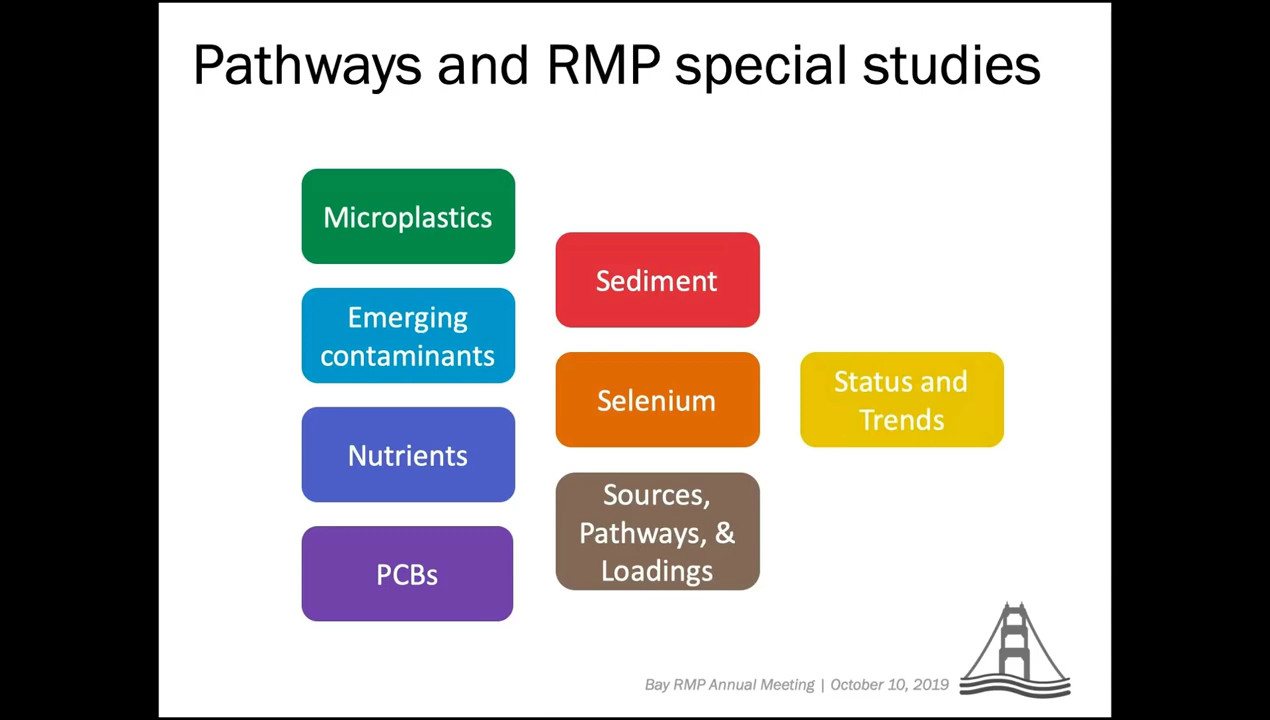 Pathways and RMP special studies
Microplastics
Emerging
contaminants
Nutrients
PCBs
Sediment
Selenium
Sources,
Pathways, &
Loadings
Status and
Trends
Bay RMP Annual Meeting | October 10, 2019